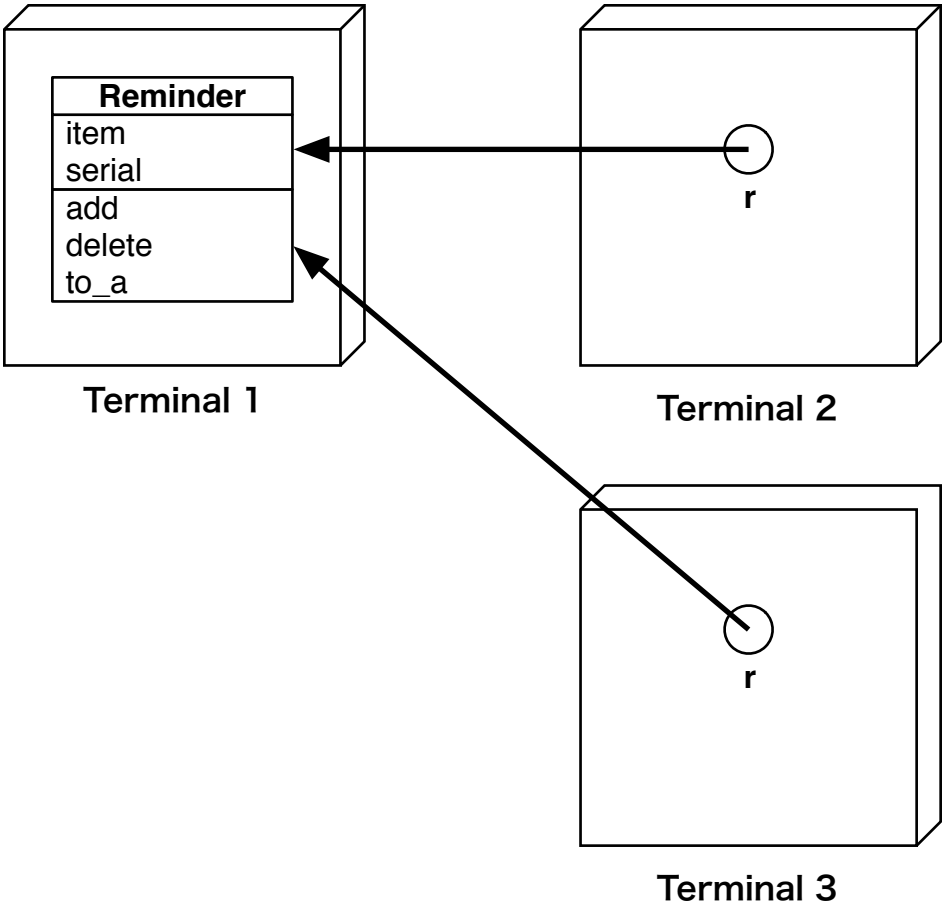 Reminder
item
serial
add
delete
to_a
Terminal 1
r
Terminal 2
r
Terminal 3